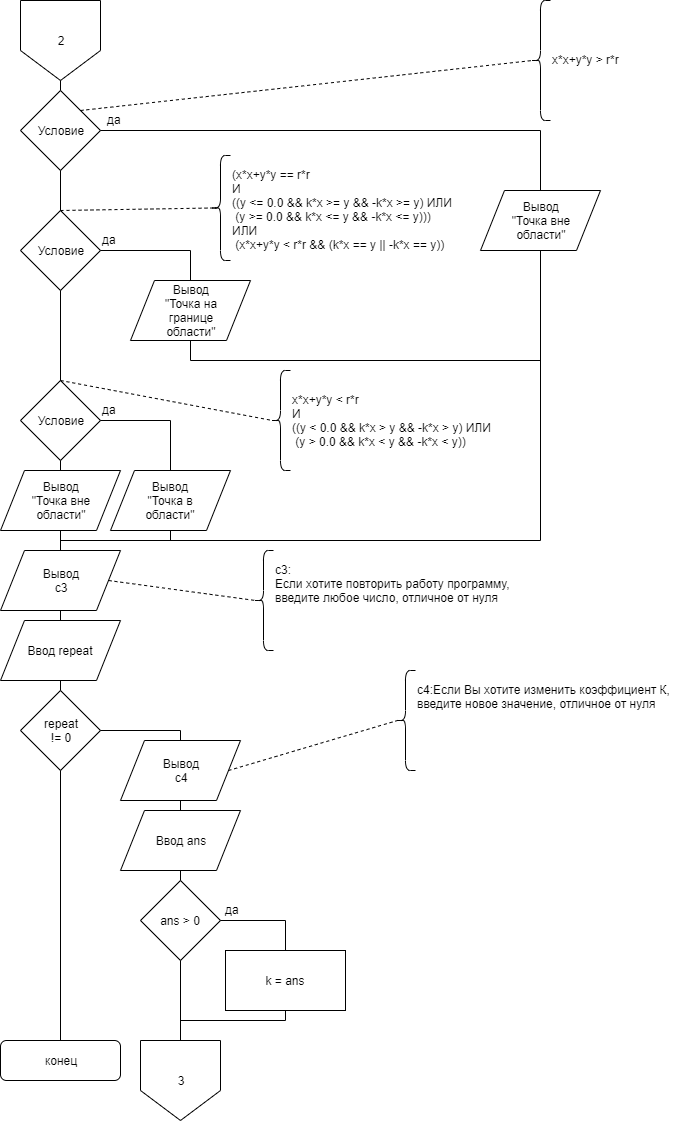 2
x*x+y*y > r*r
Условие
да
(x*x+y*y == r*r
И
((y <= 0.0 && k*x >= y && -k*x >= y) ИЛИ
(y >= 0.0 && k*x <= y && -k*x <= y)))
ИЛИ
(x*x+y*y < r*r && (k*x == y || -k*x == y))
Вывод
"Точка вне
области"
Условие
да
Вывод
"Точка на
границе
области"
x*x+y*y < r*r
И
((y < 0.0 && k*x > y && -k*x > y) ИЛИ
(y > 0.0 && k*x < y && -k*x < y))
Условие
да
Вывод
"Точка вне
области"
Вывод
"Точка в
области"
Вывод
c3
c3:
Если хотите повторить работу программу,
введите любое число, отличное от нуля
Ввод repeat
repeat
!= 0
c4:Если Вы хотите изменить коэффициент К,
введите новое значение, отличное от нуля
Вывод
c4
Ввод ans
ans > 0
да
k = ans
конец
3